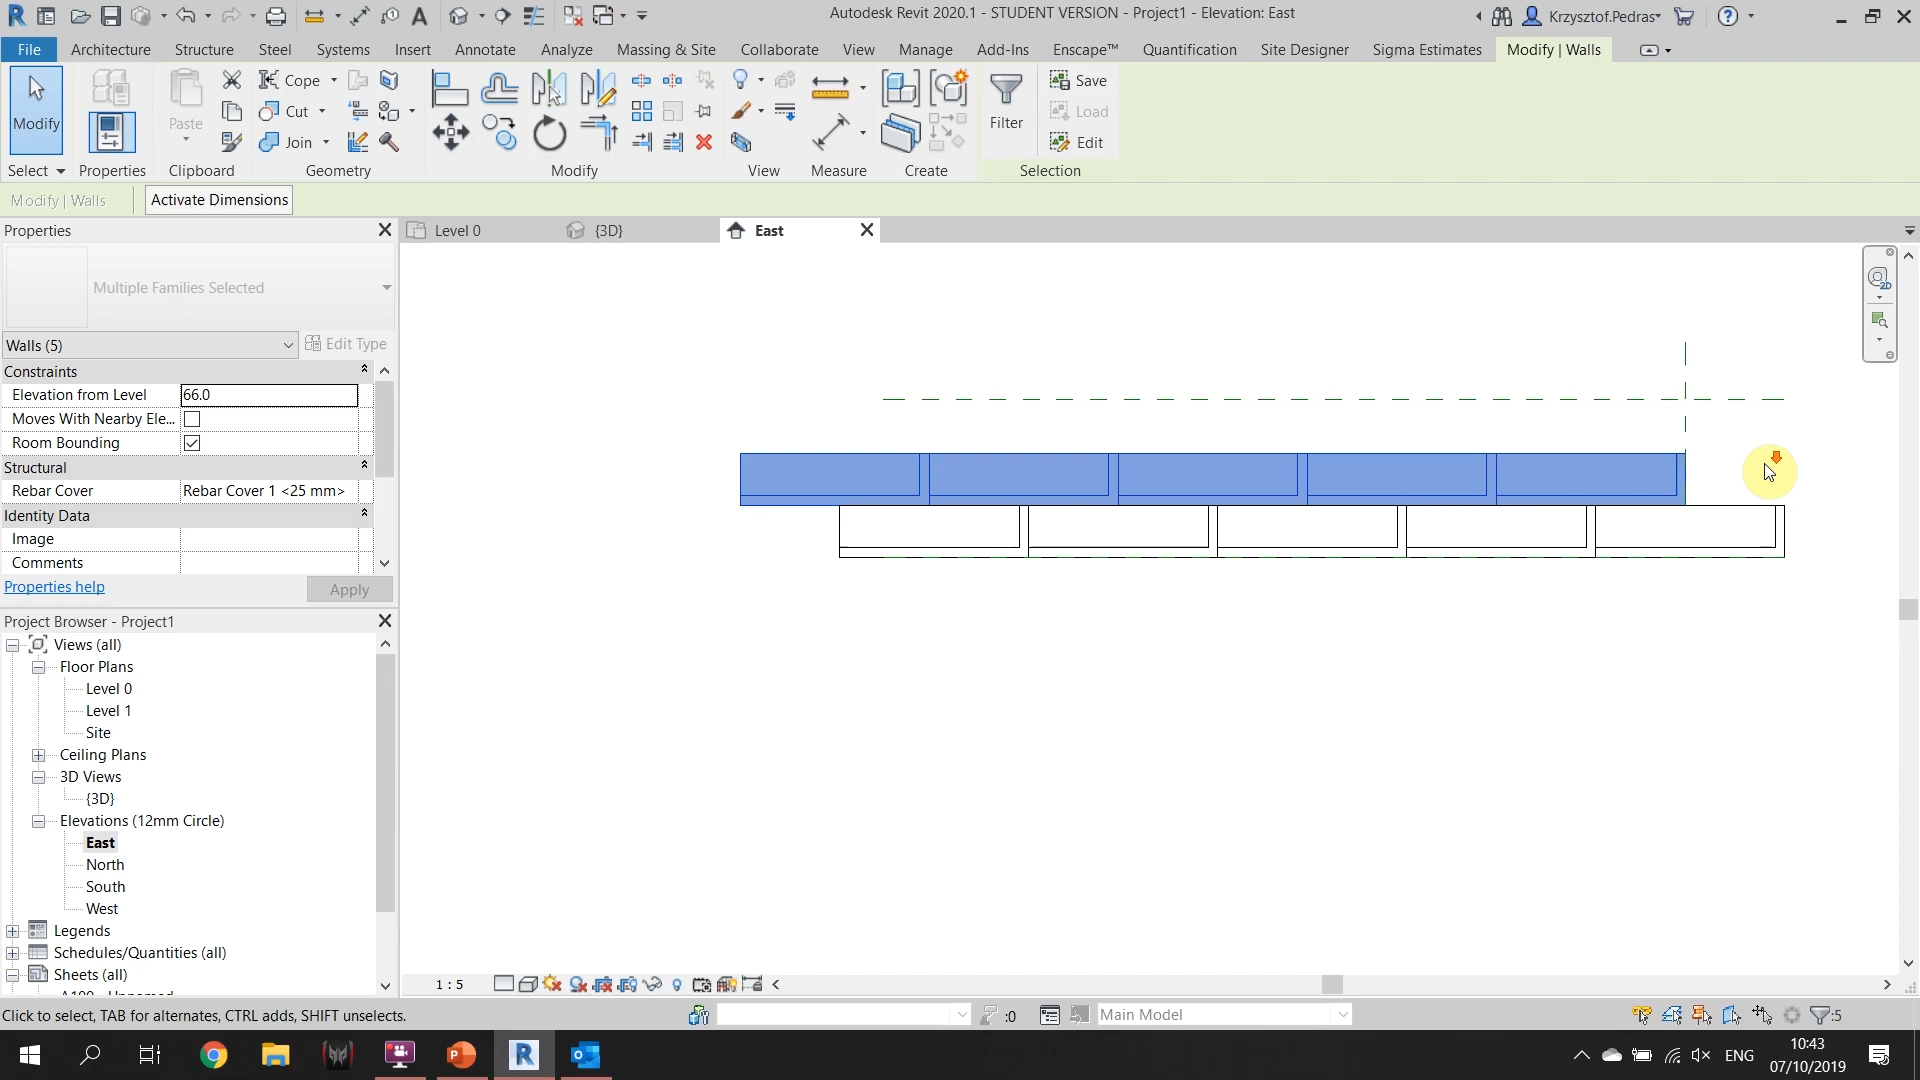 Autodesk Revit 2020.1 - STUDENT VERSION - Project1 - Elevation: East
Krzysztof.Pedras
File Architecture Structure Steel Systems Insert Annotate Analyze Massing & Site Collaborate View Manage Add-Ins Enscape™ Quantification Site Designer Sigma Estimates Modify | Walls
Modify
Paste
Cope
Cut
Join
Filter
Save
Load
Edit
Select Properties Clipboard Geometry Modify View Measure Create Selection
Modify | Walls Activate Dimensions
Properties
Level 0 {3D} East
Multiple Families Selected
Walls (5) Edit Type
Constraints
Elevation from Level 66.0
Moves With Nearby Ele...
Room Bounding
Structural
Rebar Cover Rebar Cover 1 <25 mm>
Identity Data
Image
Comments
Properties help Apply
Project Browser - Project1
Views (all)
Floor Plans
Level 0
Level 1
Site
Ceiling Plans
3D Views
{3D}
Elevations (12mm Circle)
East
North
South
West
Legends
Schedules/Quantities (all)
Sheets (all)
1 : 5
Click to select, TAB for alternates, CTRL adds, SHIFT unselects.
:0
Main Model
:5
2D
ENG
10:43
07/10/2019